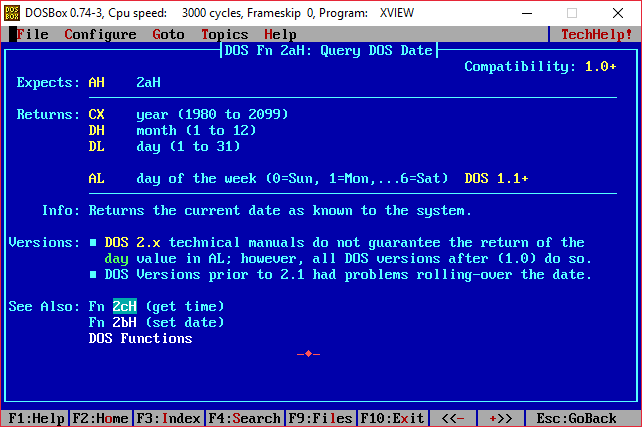 DOSBox 0.74-3, Cpu speed: 3000 cycles, Frameskip 0, Program: XVIEW
File Configure Goto Topics Help TechHelp!
DOS Fn 2aH: Query DOS Date
Compatibility: 1.0+
Expects: AH 2aH
Returns: CX year (1980 to 2099)
DH month (1 to 12)
DL day (1 to 31)
AL day of the week (0=Sun, 1=Mon,...6=Sat) DOS 1.1+
Info: Returns the current date as known to the system.
Versions: ■ DOS 2.x technical manuals do not guarantee the return of the
day value in AL; however, all DOS versions after (1.0) do so.
■ DOS Versions prior to 2.1 had problems rolling-over the date.
See Also: Fn 2cH (get time)
Fn 2bH (set date)
DOS Functions
F1:Help F2:Home F3:Index F4:Search F9:Files F10:Exit <<- +>> Esc:GoBack